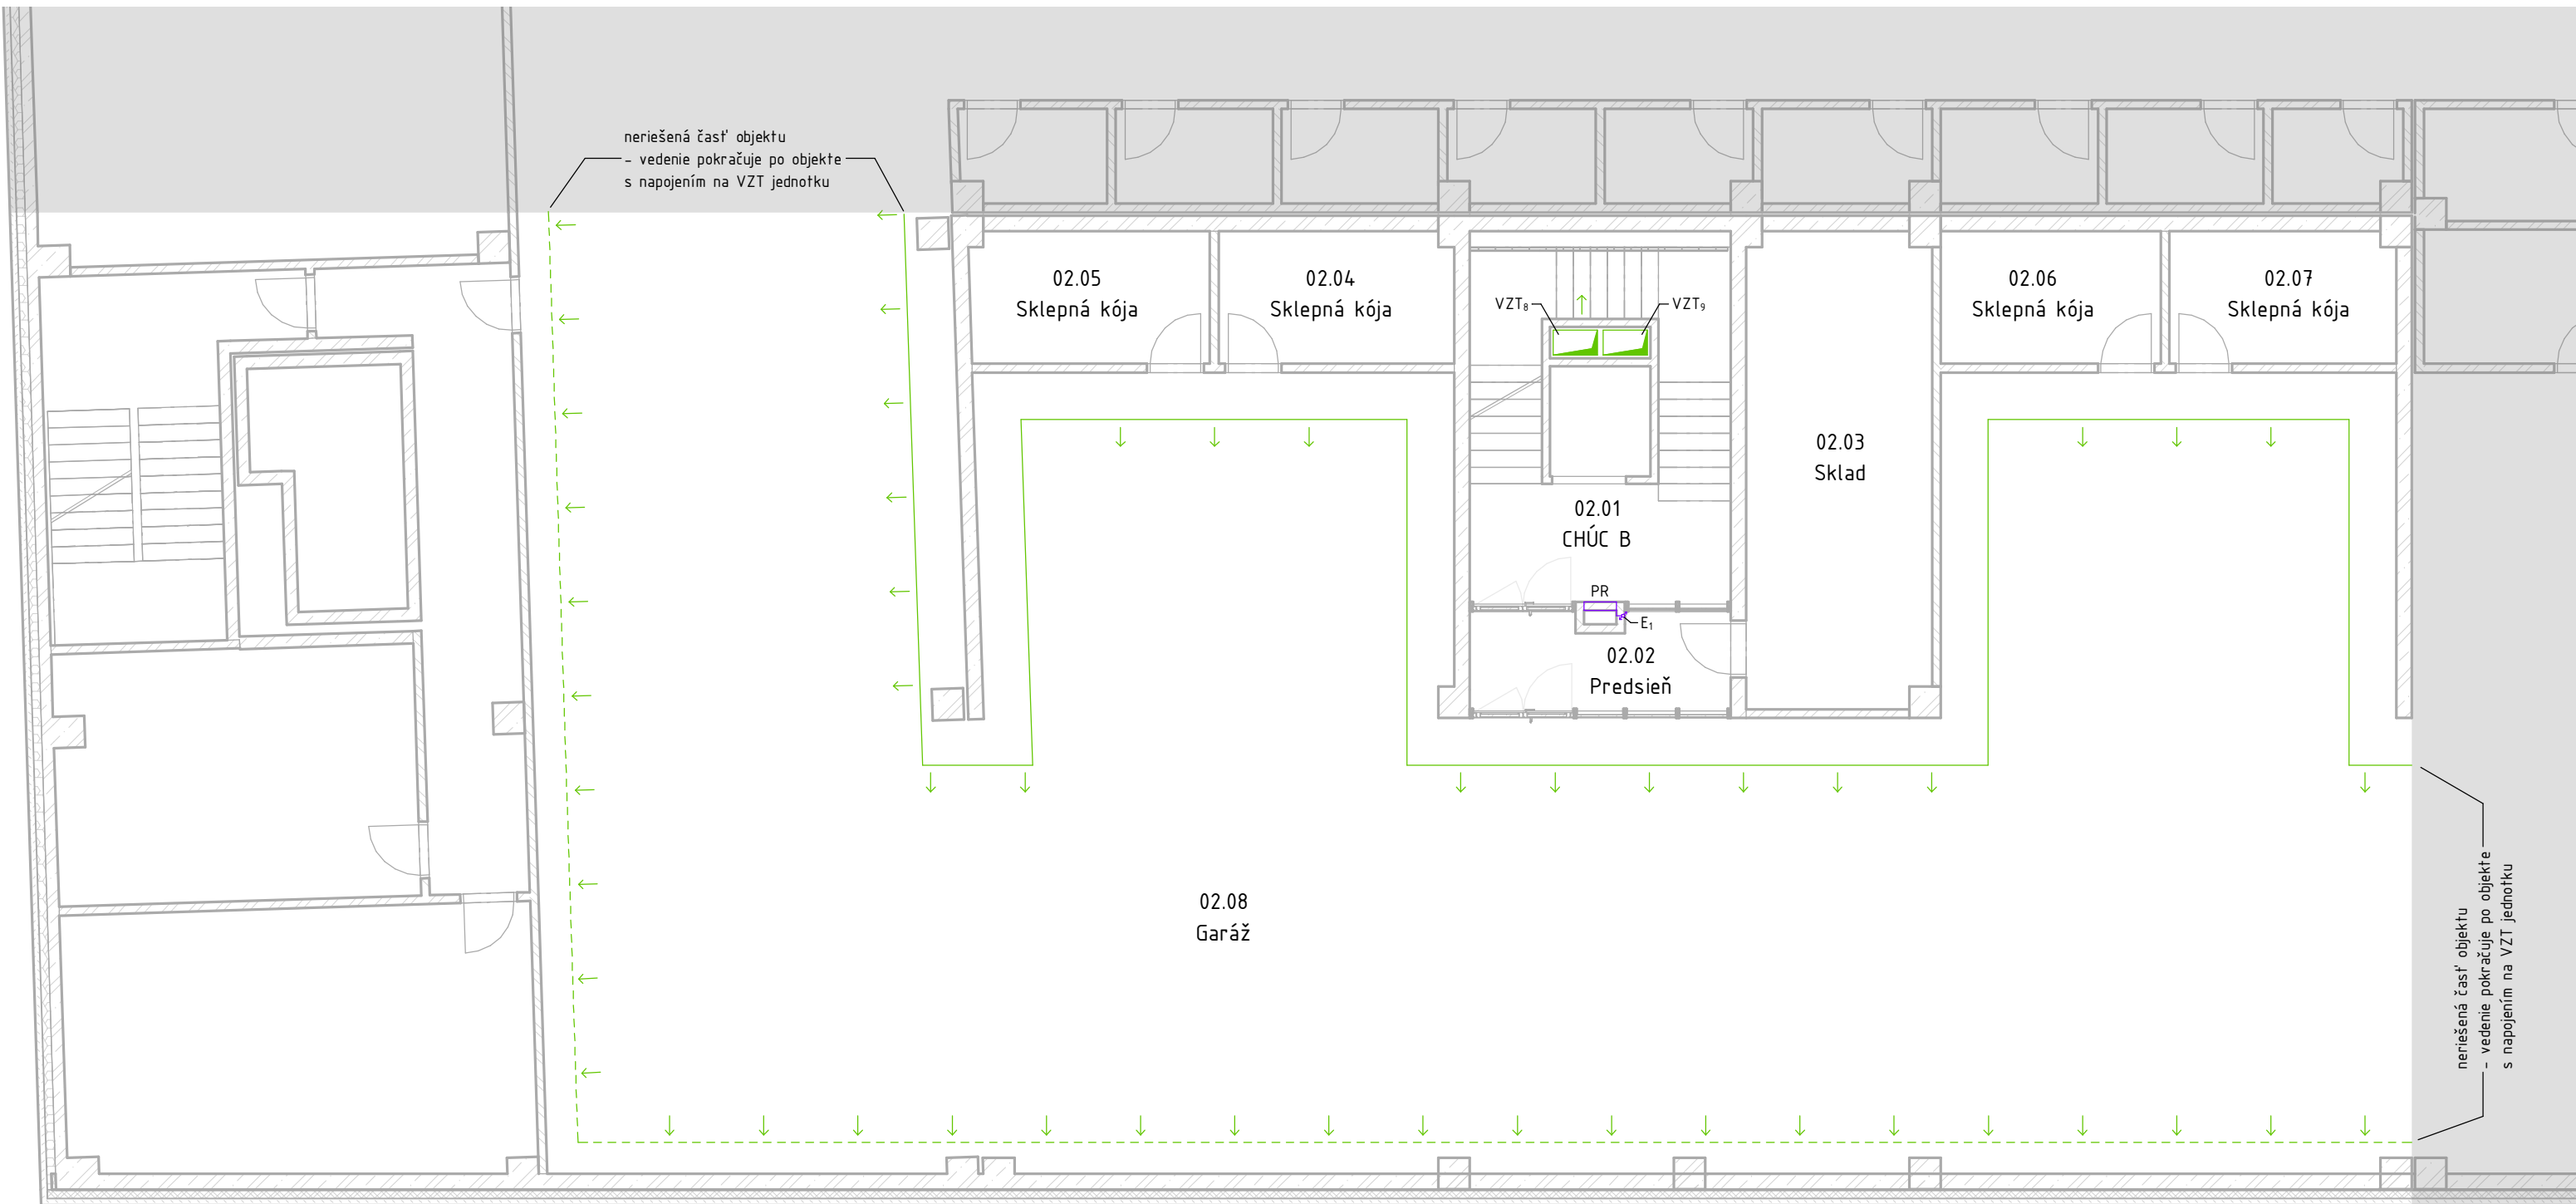 neriešená časť objektu
- vedenie pokračuje po objekte
s napojením na VZT jednotku
02.05
Sklepná kója
02.04
Sklepná kója
VZT₈
VZT₉
02.06
Sklepná kója
02.07
Sklepná kója
02.03
Sklad
02.01
CHÚC B
PR
E₁
02.02
Predsieň
02.08
Garáž
neriešená časť objektu
- vedenie pokračuje po objekte
s napojením na VZT jednotku